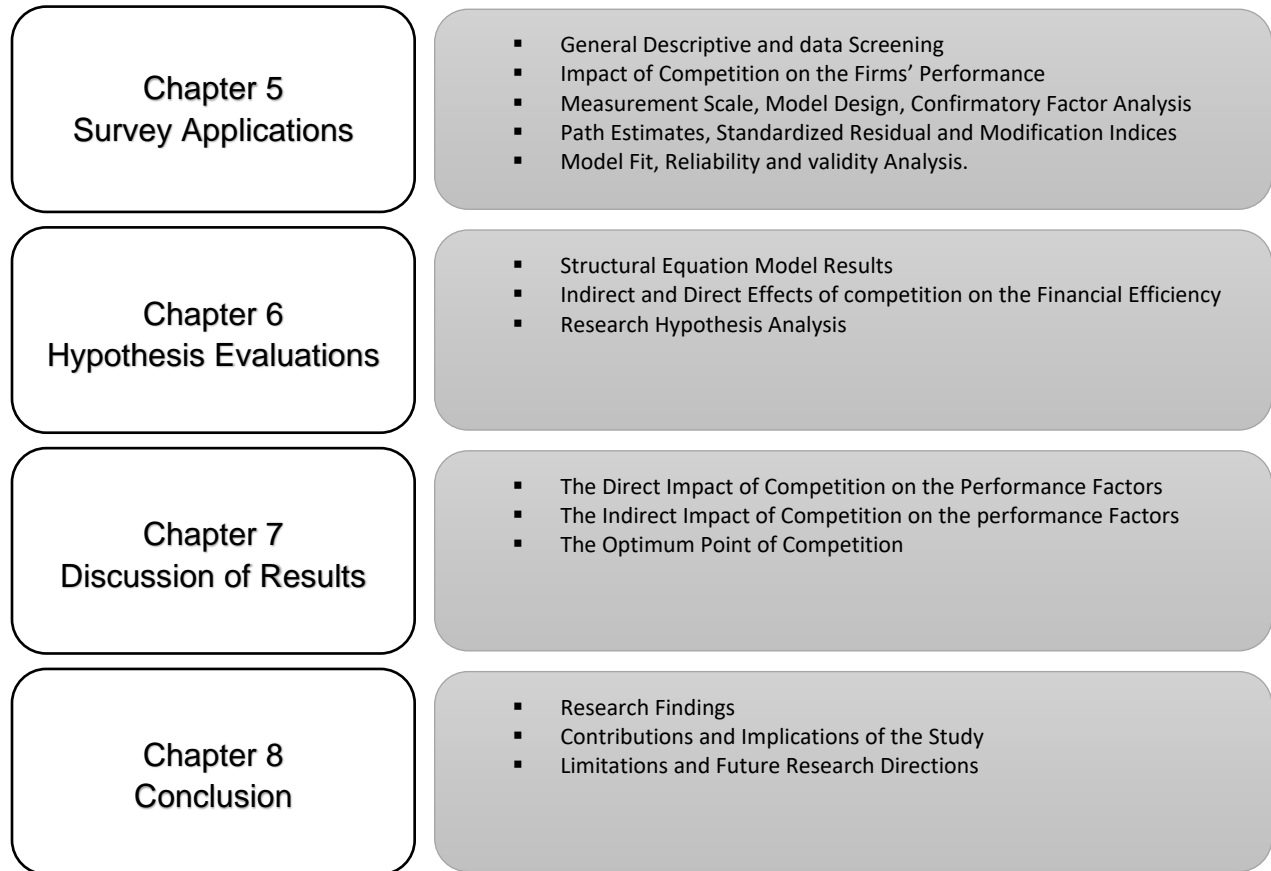 Chapter 5
Survey Applications
▪ General Descriptive and data Screening
▪ Impact of Competition on the Firms’ Performance
▪ Measurement Scale, Model Design, Confirmatory Factor Analysis
▪ Path Estimates, Standardized Residual and Modification Indices
▪ Model Fit, Reliability and validity Analysis.
Chapter 6
Hypothesis Evaluations
▪ Structural Equation Model Results
▪ Indirect and Direct Effects of competition on the Financial Efficiency
▪ Research Hypothesis Analysis
Chapter 7
Discussion of Results
▪ The Direct Impact of Competition on the Performance Factors
▪ The Indirect Impact of Competition on the performance Factors
▪ The Optimum Point of Competition
Chapter 8
Conclusion
▪ Research Findings
▪ Contributions and Implications of the Study
▪ Limitations and Future Research Directions